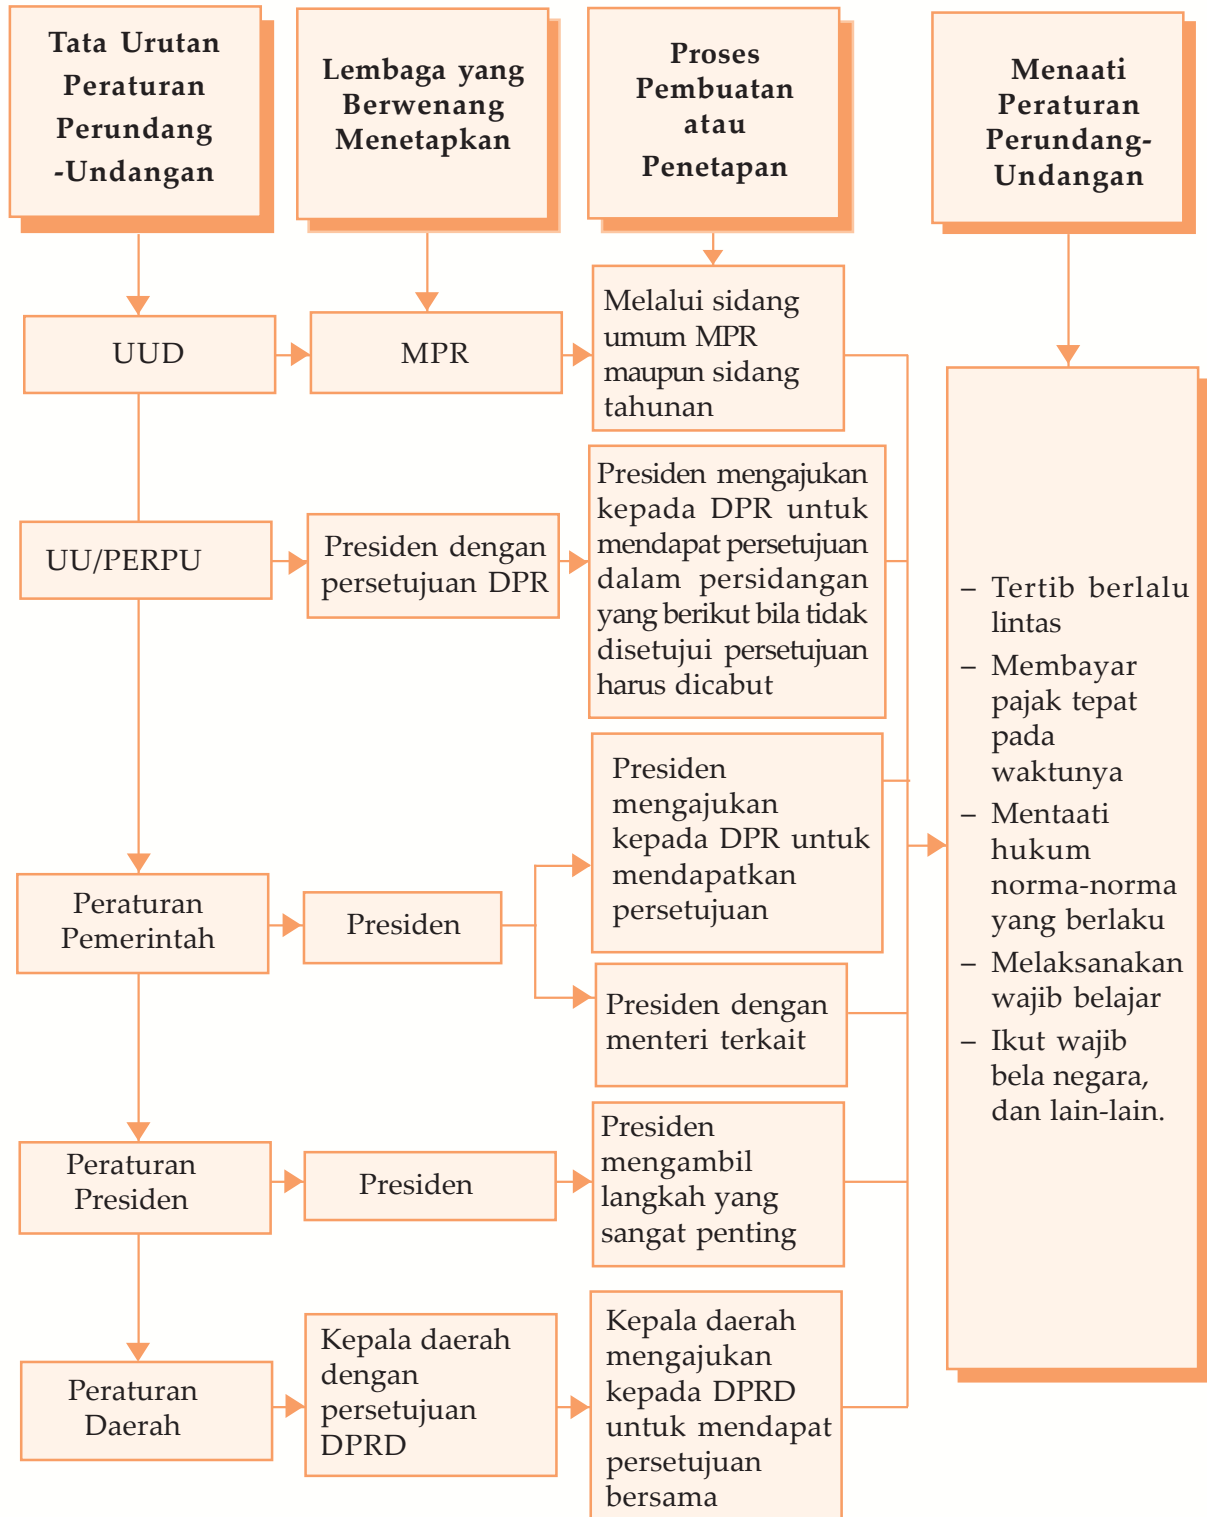 Tata Urutan
Peraturan
Perundang
-Undangan
Lembaga yang
Berwenang
Menetapkan
Proses
Pembuatan
atau
Penetapan
Menaati
Peraturan
Perundang-
Undangan
UUD
MPR
Melalui sidang
umum MPR
maupun sidang
tahunan
UU/PERPU
Presiden dengan
persetujuan DPR
Presiden mengajukan
kepada DPR untuk
mendapat persetujuan
dalam persidangan
yang berikut bila tidak
disetujui persetujuan
harus dicabut
Peraturan
Pemerintah
Presiden
Presiden
mengajukan
kepada DPR untuk
mendapatkan
persetujuan
Presiden dengan
menteri terkait
Peraturan
Presiden
Presiden
Presiden
mengambil
langkah yang
sangat penting
Peraturan
Daerah
Kepala daerah
dengan
persetujuan
DPRD
Kepala daerah
mengajukan
kepada DPRD
untuk mendapat
persetujuan
bersama
– Tertib berlalu
lintas
– Membayar
pajak tepat
pada
waktunya
– Mentaati
hukum
norma-norma
yang berlaku
– Melaksanakan
wajib belajar
– Ikut wajib
bela negara,
dan lain-lain.